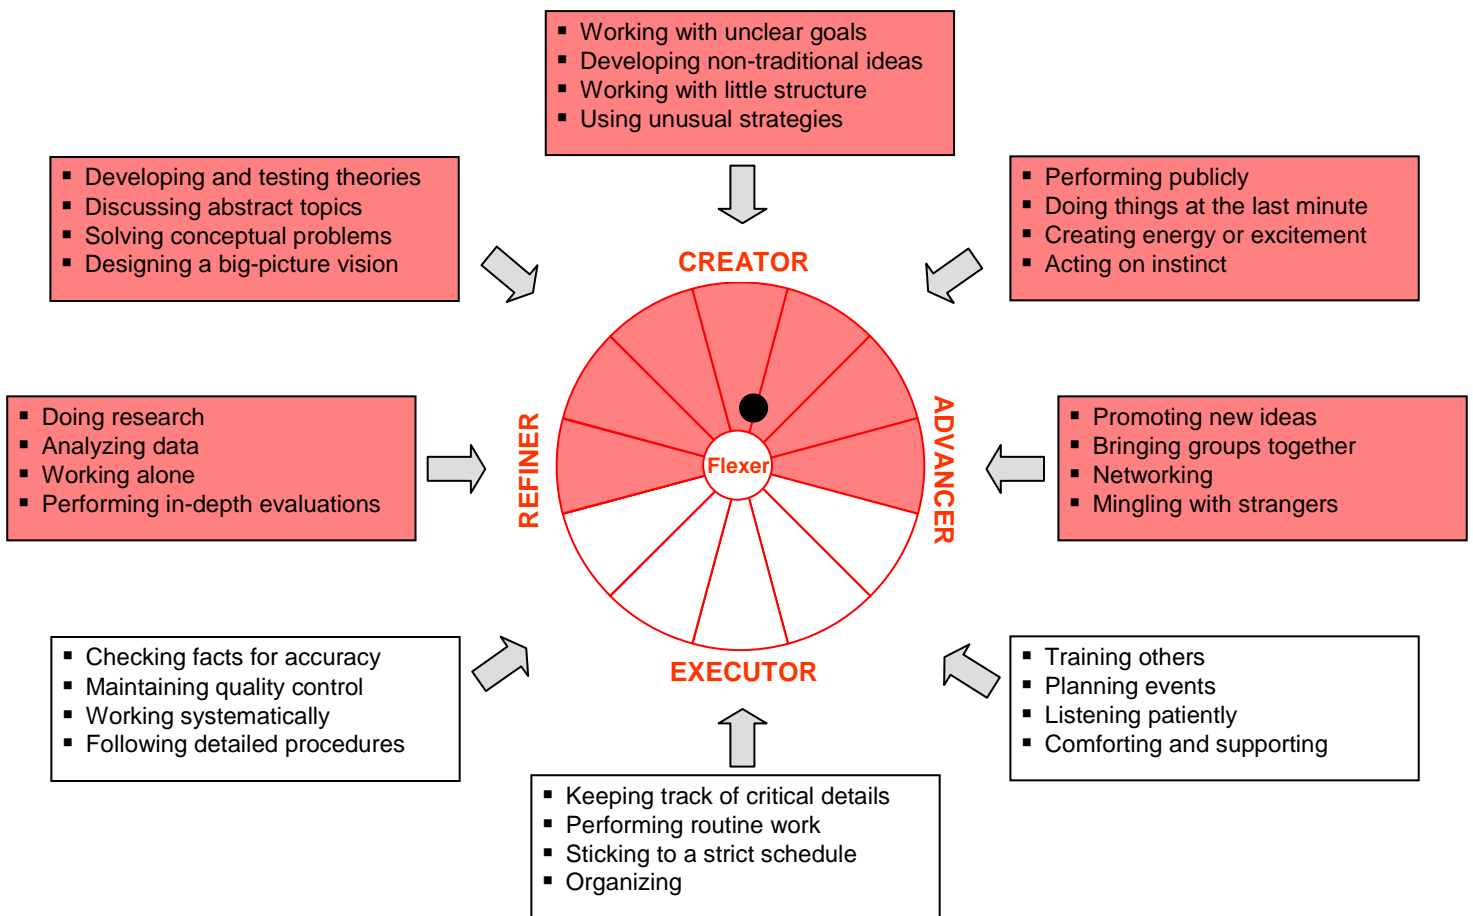 ▪ Working with unclear goals
▪ Developing non-traditional ideas
▪ Working with little structure
▪ Using unusual strategies
▪ Developing and testing theories
▪ Discussing abstract topics
▪ Solving conceptual problems
▪ Designing a big-picture vision
▪ Performing publicly
▪ Doing things at the last minute
▪ Creating energy or excitement
▪ Acting on instinct
CREATOR
▪ Doing research
▪ Analyzing data
▪ Working alone
▪ Performing in-depth evaluations
REFINER
Flexer
ADVANCER
▪ Promoting new ideas
▪ Bringing groups together
▪ Networking
▪ Mingling with strangers
▪ Checking facts for accuracy
▪ Maintaining quality control
▪ Working systematically
▪ Following detailed procedures
EXECUTOR
▪ Training others
▪ Planning events
▪ Listening patiently
▪ Comforting and supporting
▪ Keeping track of critical details
▪ Performing routine work
▪ Sticking to a strict schedule
▪ Organizing